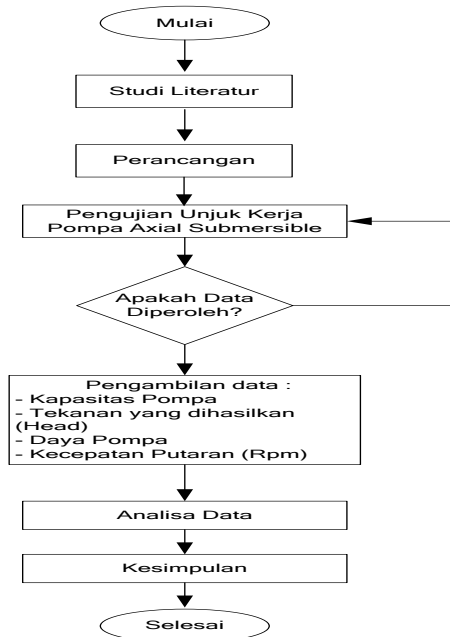 Mulai
Studi Literatur
Perancangan
Pengujian Unjuk Kerja
Pompa Axial Submersible
Apakah Data
Diperoleh?
Pengambilan data :
- Kapasitas Pompa
- Tekanan yang dihasilkan
(Head)
- Daya Pompa
- Kecepatan Putaran (Rpm)
Analisa Data
Kesimpulan
Selesai